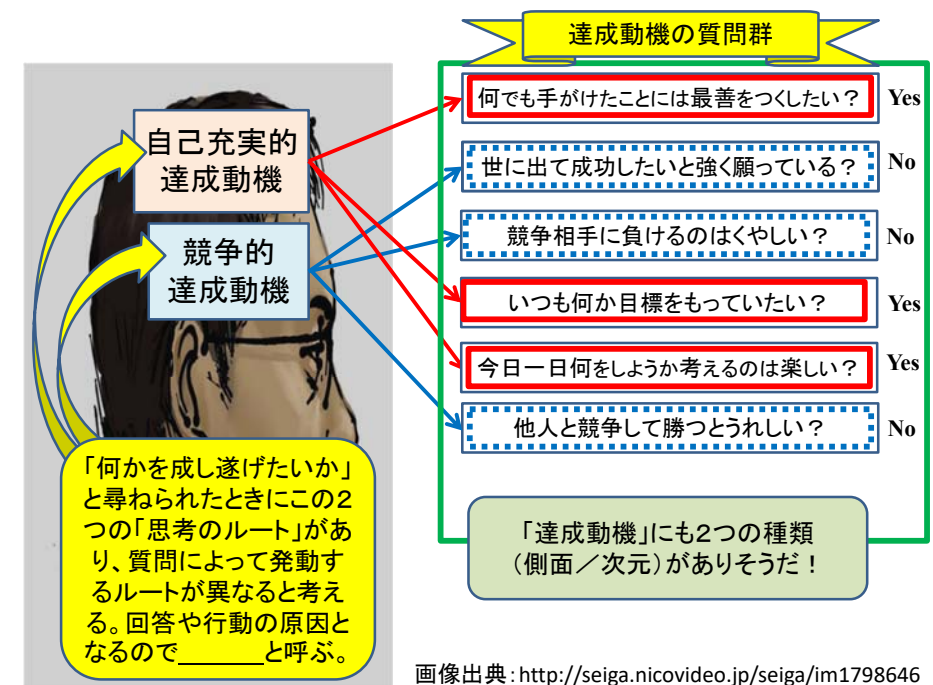 達成動機の質問群
自己充実的
達成動機
競争的
達成動機
何でも手がけたことには最善をつくしたい？
Yes
世に出て成功したいと強く願っている？
No
競争相手に負けるのはくやしい？
No
いつも何か目標をもっていたい？
Yes
今日一日何をしようか考えるのは楽しい？
Yes
他人と競争して勝つとうれしい？
No
「何かを成し遂げたいか」
と尋ねられたときにこの２
つの「思考のルート」があ
り、質問によって発動す
るルートが異なると考え
る。回答や行動の原因と
なるので______と呼ぶ。
「達成動機」にも２つの種類
（側面／次元）がありそうだ！
画像出典：http://seiga.nicovideo.jp/seiga/im1798646